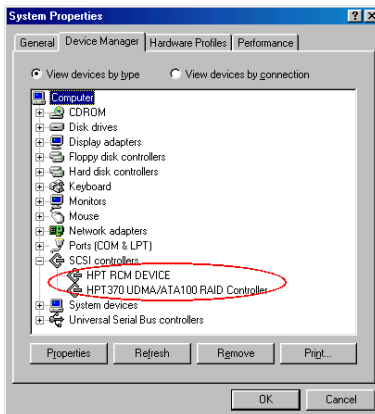 System Properties
General Device Manager Hardware Profiles Performance
View devices by type View devices by connection
Computer
CDROM
Disk drives
Display adapters
Floppy disk controllers
Hard disk controllers
Keyboard
Monitors
Mouse
Network adapters
Ports (COM & LPT)
SCSI controllers
HPT RCM DEVICE
HPT370 UDMA/ATA100 RAID Controller
System devices
Universal Serial Bus controllers
Properties Refresh Remove Print...
OK Cancel